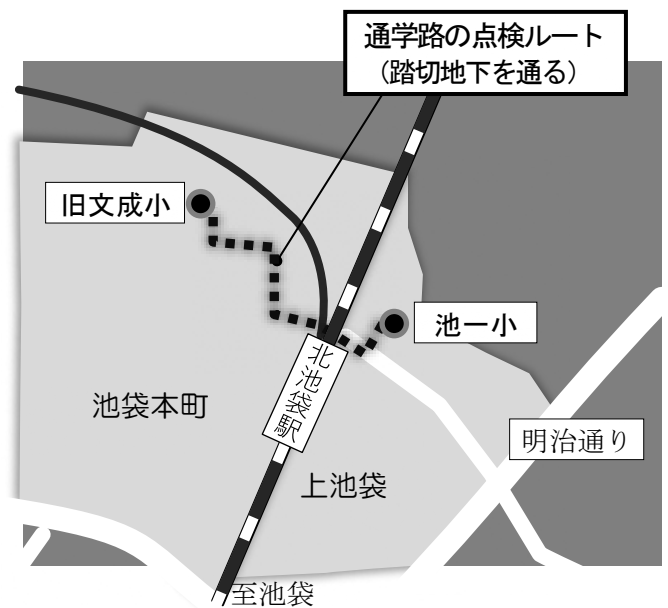 通学路の点検ルート
（踏切地下を通る）
旧文成小
池一小
北池袋駅
池袋本町
明治通り
上池袋
至池袋